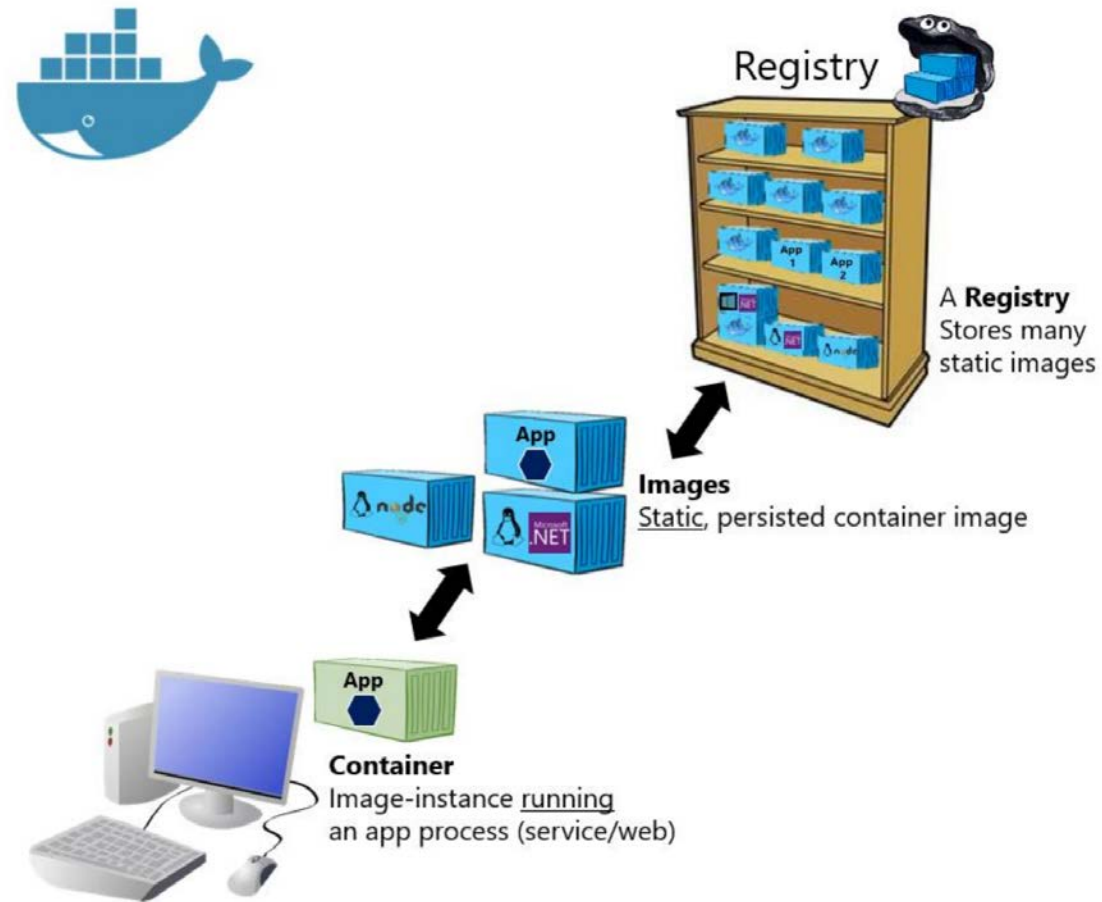 Registry
App
1
App
2
.NET
.NET
node
A Registry
Stores many
static images
App
node
Microsoft
.NET
Images
Static, persisted container image
App
Container
Image-instance running
an app process (service/web)